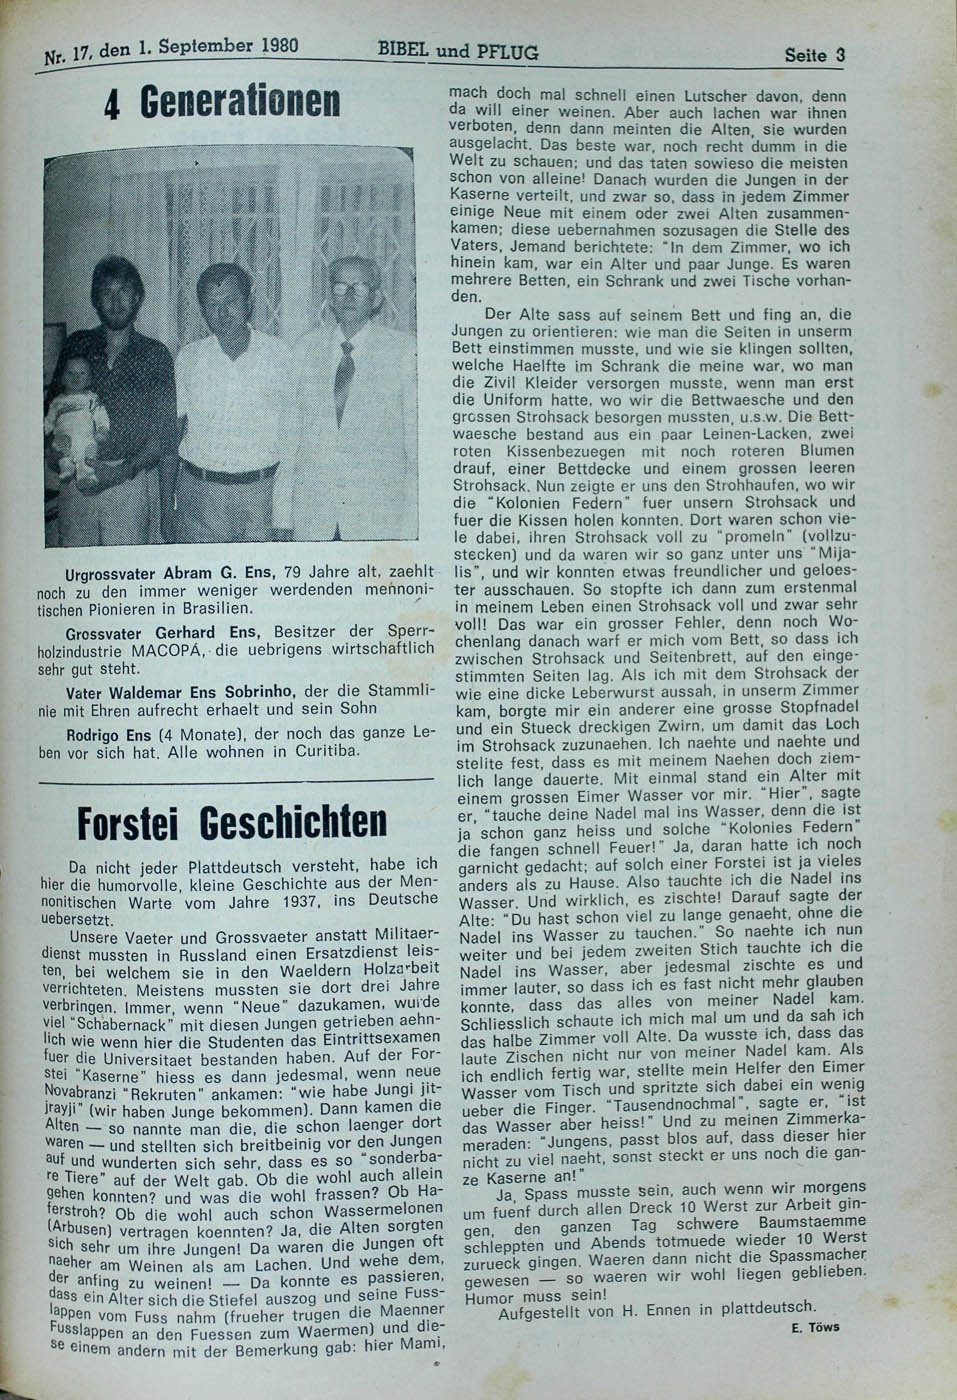 Nr. 17, den 1. September 1980
BIBEL und PFLUG
Seite 3
4 Generationen
Urgrossvater Abram G. Ens, 79 Jahre alt, zaehlt
noch zu den immer weniger werdenden mennoni-
tischen Pionieren in Brasilien.
Grossvater Gerhard Ens, Besitzer der Sperr-
holzindustrie MACOPA, die uebrigens wirtschaftlich
sehr gut steht.
Vater Waldemar Ens Sobrinho, der die Stammli-
nie mit Ehren aufrecht erhaelt und sein Sohn
Rodrigo Ens (4 Monate), der noch das ganze Le-
ben vor sich hat. Alle wohnen in Curitiba.
Forstei Geschichten
Da nicht jeder Plattdeutsch versteht, habe ich
hier die humorvolle, kleine Geschichte aus der Men-
nonitischen Warte vom Jahre 1937, ins Deutsche
uebersetzt.
Unsere Vaeter und Grossvaeter anstatt Militaer-
dienst mussten in Russland einen Ersatzdienst leis-
ten, bei welchem sie in den Waeldern Holzarbeit
verrichteten. Meistens mussten sie dort drei Jahre
verbringen. Immer, wenn "Neue" dazukamen, wurde
viel "Schabernack" mit diesen Jungen getrieben aehn-
lich wie wenn hier die Studenten das Eintrittsexamen
fuer die Universitaet bestanden haben. Auf der For-
stei "Kaserne" hiess es dann jedesmal, wenn neue
Novabranzi "Rekruten" ankamen: "wie habe Jungi jit-
jrayji" (wir haben Junge bekommen). Dann kamen die
Alten — so nannte man die, die schon laenger dort
waren — und stellten sich breitbeinig vor den Jungen
auf und wunderten sich sehr, dass es so "sonderba-
re Tiere" auf der Welt gab. Ob die wohl auch allein
gehen konnten? und was die wohl frassen? Ob Ha-
ferstroh? Ob die wohl auch schon Wassermelonen
(Arbusen) vertragen koennten? Ja, die Alten sorgten
sich sehr um ihre Jungen! Da waren die Jungen oft
naeher am Weinen als am Lachen. Und wehe dem,
der anfing zu weinen! — Da konnte es passieren,
dass ein Alter sich die Stiefel auszog und seine Fuss-
lappen vom Fuss nahm (frueher trugen die Maenner
Fusslappen an den Fuessen zum Waermen) und die-
se einem andern mit der Bemerkung gab: hier Mami,
mach doch mal schnell einen Lutscher davon, denn
da will einer weinen. Aber auch lachen war ihnen
verboten, denn dann meinten die Alten, sie wurden
ausgelacht. Das beste war, noch recht dumm in die
Welt zu schauen; und das taten sowieso die meisten
schon von alleine! Danach wurden die Jungen in der
Kaserne verteilt, und zwar so, dass in jedem Zimmer
einige Neue mit einem oder zwei Alten zusammen-
kamen; diese uebernahmen sozusagen die Stelle des
Vaters, Jemand berichtete: "In dem Zimmer, wo ich
hinein kam, war ein Alter und paar Junge. Es waren
mehrere Betten, ein Schrank und zwei Tische vorhan-
den.
Der Alte sass auf seinem Bett und fing an, die
Jungen zu orientieren: wie man die Seiten in unserm
Bett einstimmen musste, und wie sie klingen sollten,
welche Haelfte im Schrank die meine war, wo man
die Zivil Kleider versorgen musste, wenn man erst
die Uniform hatte, wo wir die Bettwaesche und den
grossen Strohsack besorgen mussten, u.s.w. Die Bett-
waesche bestand aus ein paar Leinen-Lacken, zwei
roten Kissenbezuegen mit noch roteren Blumen
drauf, einer Bettdecke und einem grossen leeren
Strohsack. Nun zeigte er uns den Strohhaufen, wo wir
die "Kolonien Federn" fuer unsern Strohsack und
fuer die Kissen holen konnten. Dort waren schon vie-
le dabei, ihren Strohsack voll zu "promeln" (vollzu-
stecken) und da waren wir so ganz unter uns "Mija-
lis", und wir konnten etwas freundlicher und geloes-
ter ausschauen. So stopfte ich dann zum erstenmal
in meinem Leben einen Strohsack voll und zwar sehr
voll! Das war ein grosser Fehler, denn noch Wo-
chenlang danach warf er mich vom Bett, so dass ich
zwischen Strohsack und Seitenbrett, auf den einge-
stimmten Seiten lag. Als ich mit dem Strohsack der
wie eine dicke Leberwurst aussah, in unserm Zimmer
kam, borgte mip ein anderer eine grosse Stopfnadel
und ein Stueck dreckigen Zwirn, um damit das Loch
im Strohsack zuzunaehen. Ich naehte und naehte und
stellte fest, dass es mit meinem Naehen doch ziem-
lich lange dauerte. Mit einmal stand ein Alter mit
einem grossen Eimer Wasser vor mir. "Hier", sagte
er, "tauche deine Nadel mal ins Wasser, denn die ist
ja schon ganz heiss und solche "Kolonies Federn"
die fangen schnell Feuer!" Ja, daran hatte ich noch
garnicht gedacht; auf solch einer Forstei ist ja vieles
anders als zu Hause. Also tauchte ich die Nadel ins
Wasser. Und wirklich, es zischte! Darauf sagte der
Alte: "Du hast schon viel zu lange genaeht, ohne die
Nadel ins Wasser zu tauchen." So naehte ich nun
weiter und bei jedem zweiten Stich tauchte ich die
Nadel ins Wasser, aber jedesmal zischte es und
immer lauter, so dass ich es fast nicht mehr glauben
konnte, dass das alles von meiner Nadel kam.
Schliesslich schaute ich mich mal um und da sah ich
das halbe Zimmer voll Alte. Da wusste ich, dass das
laute Zischen nicht nur von meiner Nadel kam. Als
ich endlich fertig war, stellte mein Helfer den Eimer
Wasser vom Tisch und spritzte sich dabei ein wenig
ueber die Finger. "Tausendnochmal", sagte er, "ist
das Wasser aber heiss!" Und zu meinen Zimmerka-
meraden: "Jungens, passt blos auf, dass dieser hier
nicht zu viel naeht, sonst steckt er uns noch die gan-
ze Kaserne an!"
Ja, Spass musste sein, auch wenn wir morgens
um fuenf durch allen Dreck 10 Werst zur Arbeit gin-
gen, den ganzen Tag schwere Baumstaemme
schleppten und Abends totmuede wieder 10 Werst
zurueck gingen. Waeren dann nicht die Spassmacher
gewesen — so waeren wir wohl liegen geblieben.
Humor muss sein!
Aufgestellt von H. Ennen in plattdeutsch.
E. Töws